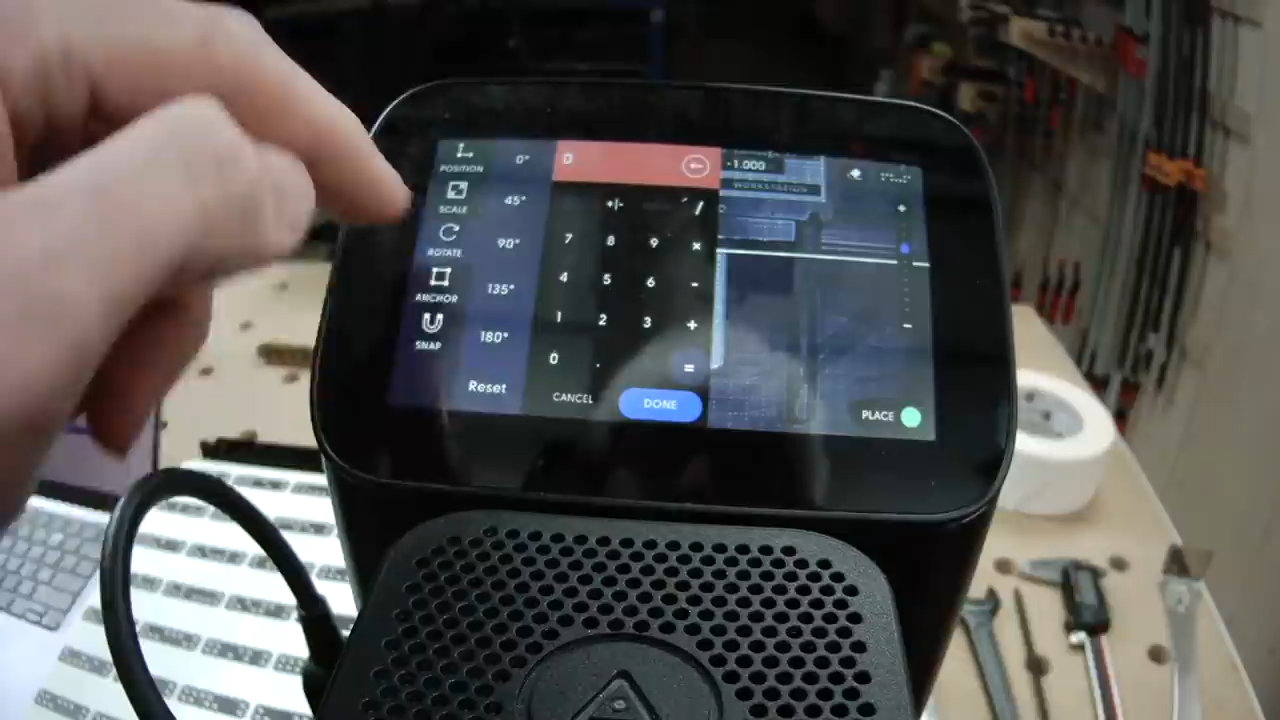 POSITION
SCALE
ROTATE
ANCHOR
SNAP
0°
45°
90°
135°
180°
Reset
0
+/- /
7 8 9 ×
4 5 6 -
1 2 3 +
0 . =
CANCEL DONE
-1.000
WORKSTATION
+
-
PLACE